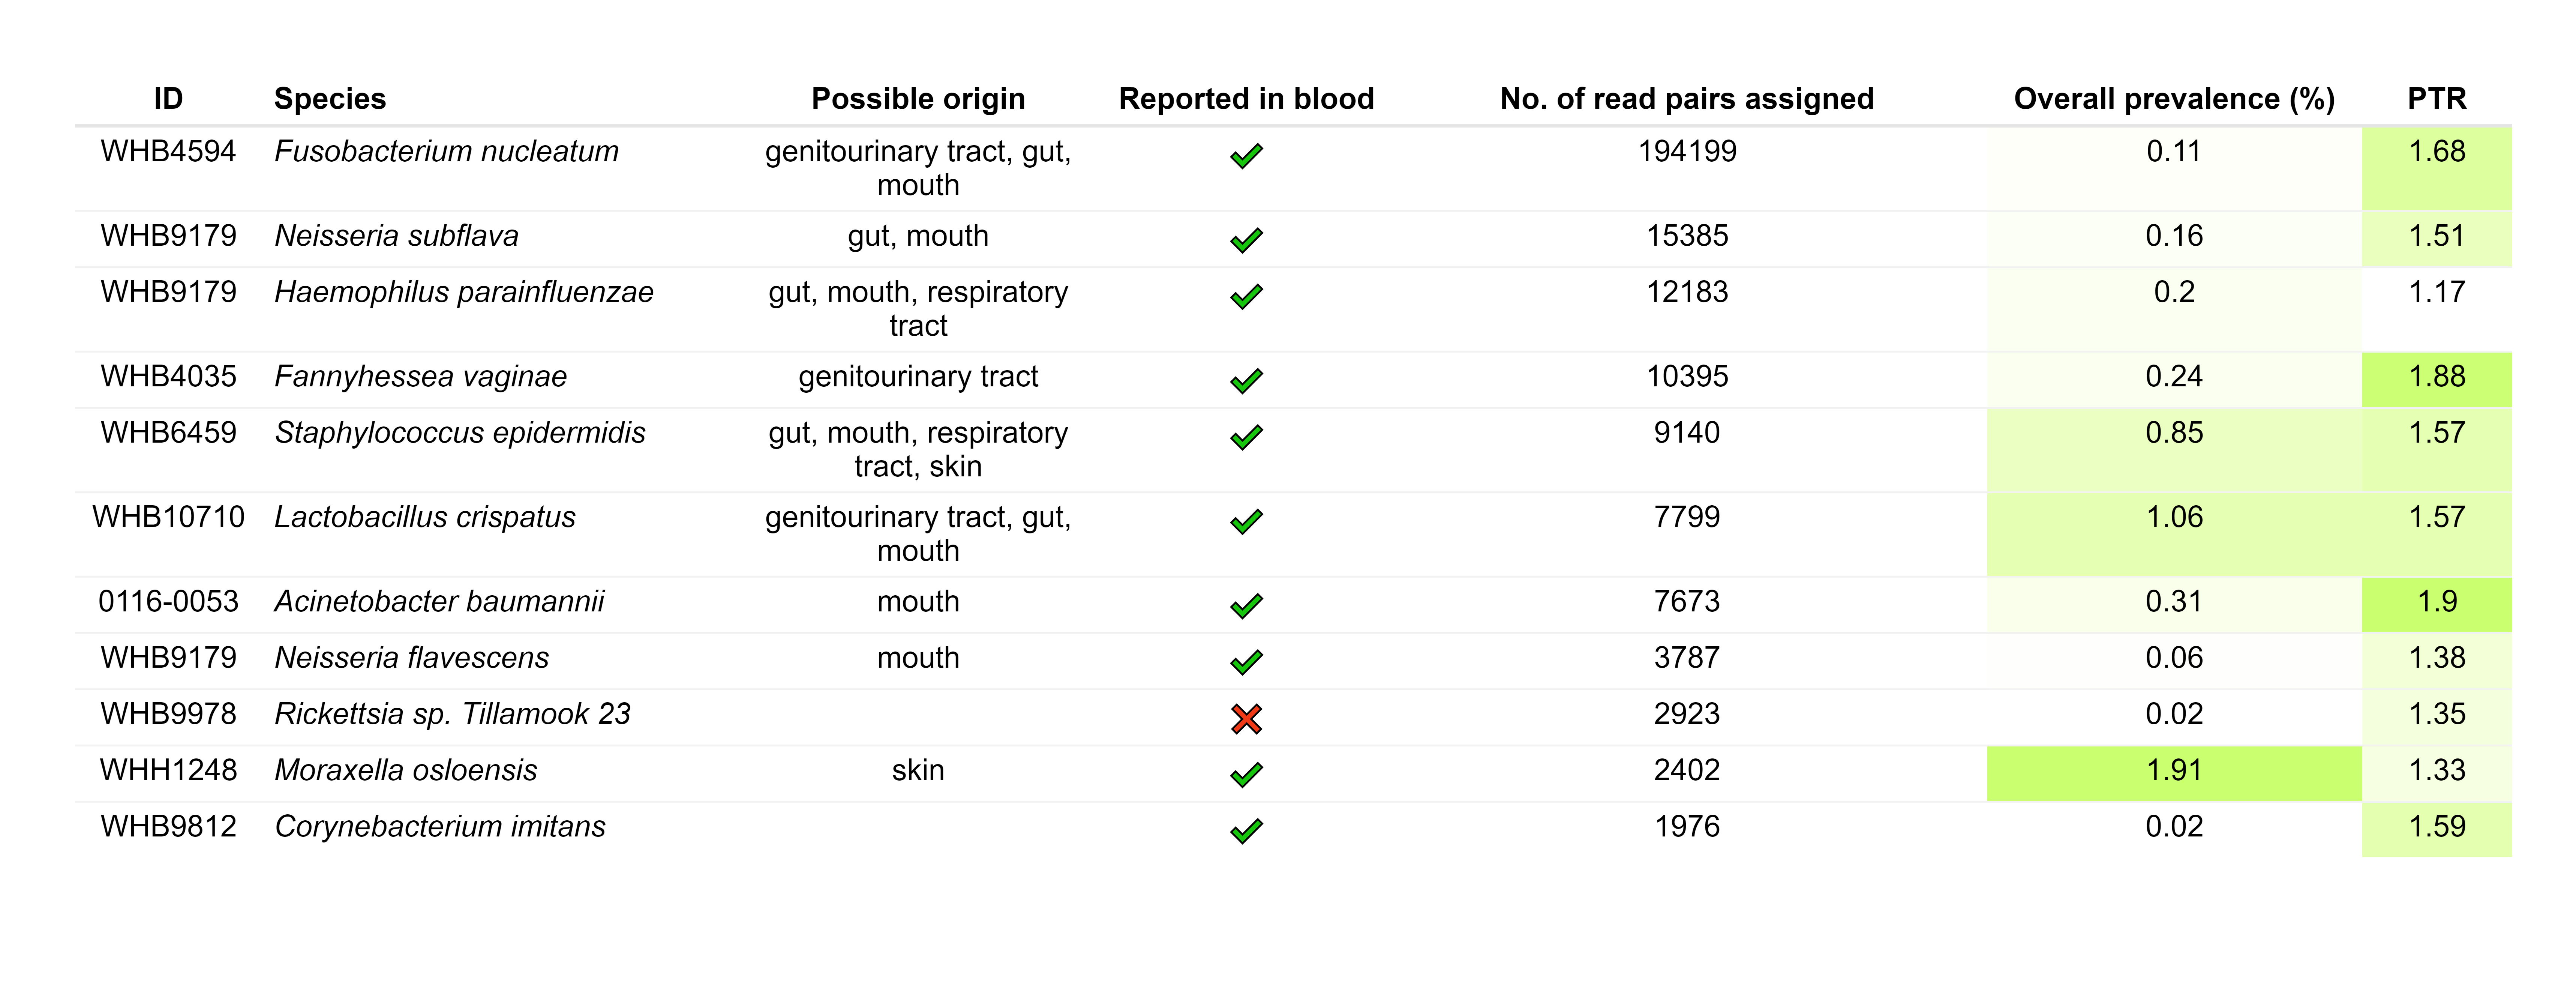 ID Species Possible origin Reported in blood No. of read pairs assigned Overall prevalence (%) PTR
WHB4594 Fusobacterium nucleatum genitourinary tract, gut, 194199 0.11 1.68
mouth
WHB9179 Neisseria subflava gut, mouth 15385 0.16 1.51
WHB9179 Haemophilus parainfluenzae gut, mouth, respiratory 12183 0.2 1.17
tract
WHB4035 Fannyhessea vaginae genitourinary tract 10395 0.24 1.88
WHB6459 Staphylococcus epidermidis gut, mouth, respiratory 9140 0.85 1.57
tract, skin
WHB10710 Lactobacillus crispatus genitourinary tract, gut, 7799 1.06 1.57
mouth
0116-0053 Acinetobacter baumannii mouth 7673 0.31 1.9
WHB9179 Neisseria flavescens mouth 3787 0.06 1.38
WHB9978 Rickettsia sp. Tillamook 23 2923 0.02 1.35
WHH1248 Moraxella osloensis skin 2402 1.91 1.33
WHB9812 Corynebacterium imitans 1976 0.02 1.59